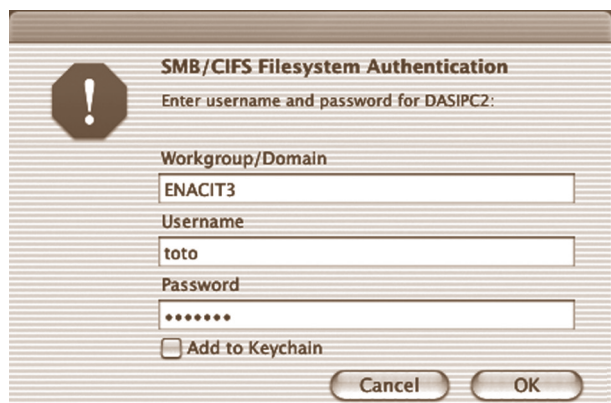 SMB/CIFS Filesystem Authentication
Enter username and password for DASIPC2:
Workgroup/Domain
ENACIT3
Username
toto
Password
•••••••
Add to Keychain
Cancel OK